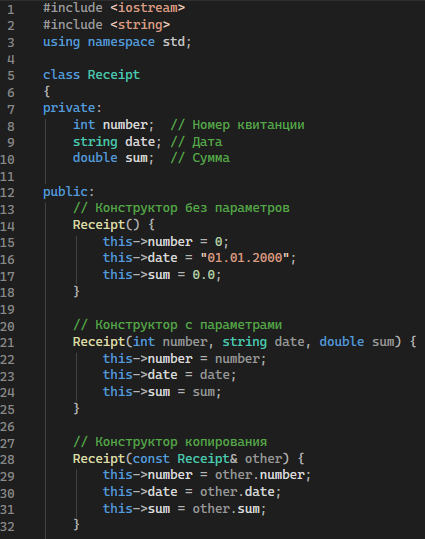 1 #include <iostream>
2 #include <string>
3 using namespace std;
4
5 class Receipt
6 {
7 private:
8     int number;  // Номер квитанции
9     string date; // Дата
10     double sum;  // Сумма
11
12 public:
13     // Конструктор без параметров
14     Receipt() {
15         this->number = 0;
16         this->date = "01.01.2000";
17         this->sum = 0.0;
18     }
19
20     // Конструктор с параметрами
21     Receipt(int number, string date, double sum) {
22         this->number = number;
23         this->date = date;
24         this->sum = sum;
25     }
26
27     // Конструктор копирования
28     Receipt(const Receipt& other) {
29         this->number = other.number;
30         this->date = other.date;
31         this->sum = other.sum;
32     }